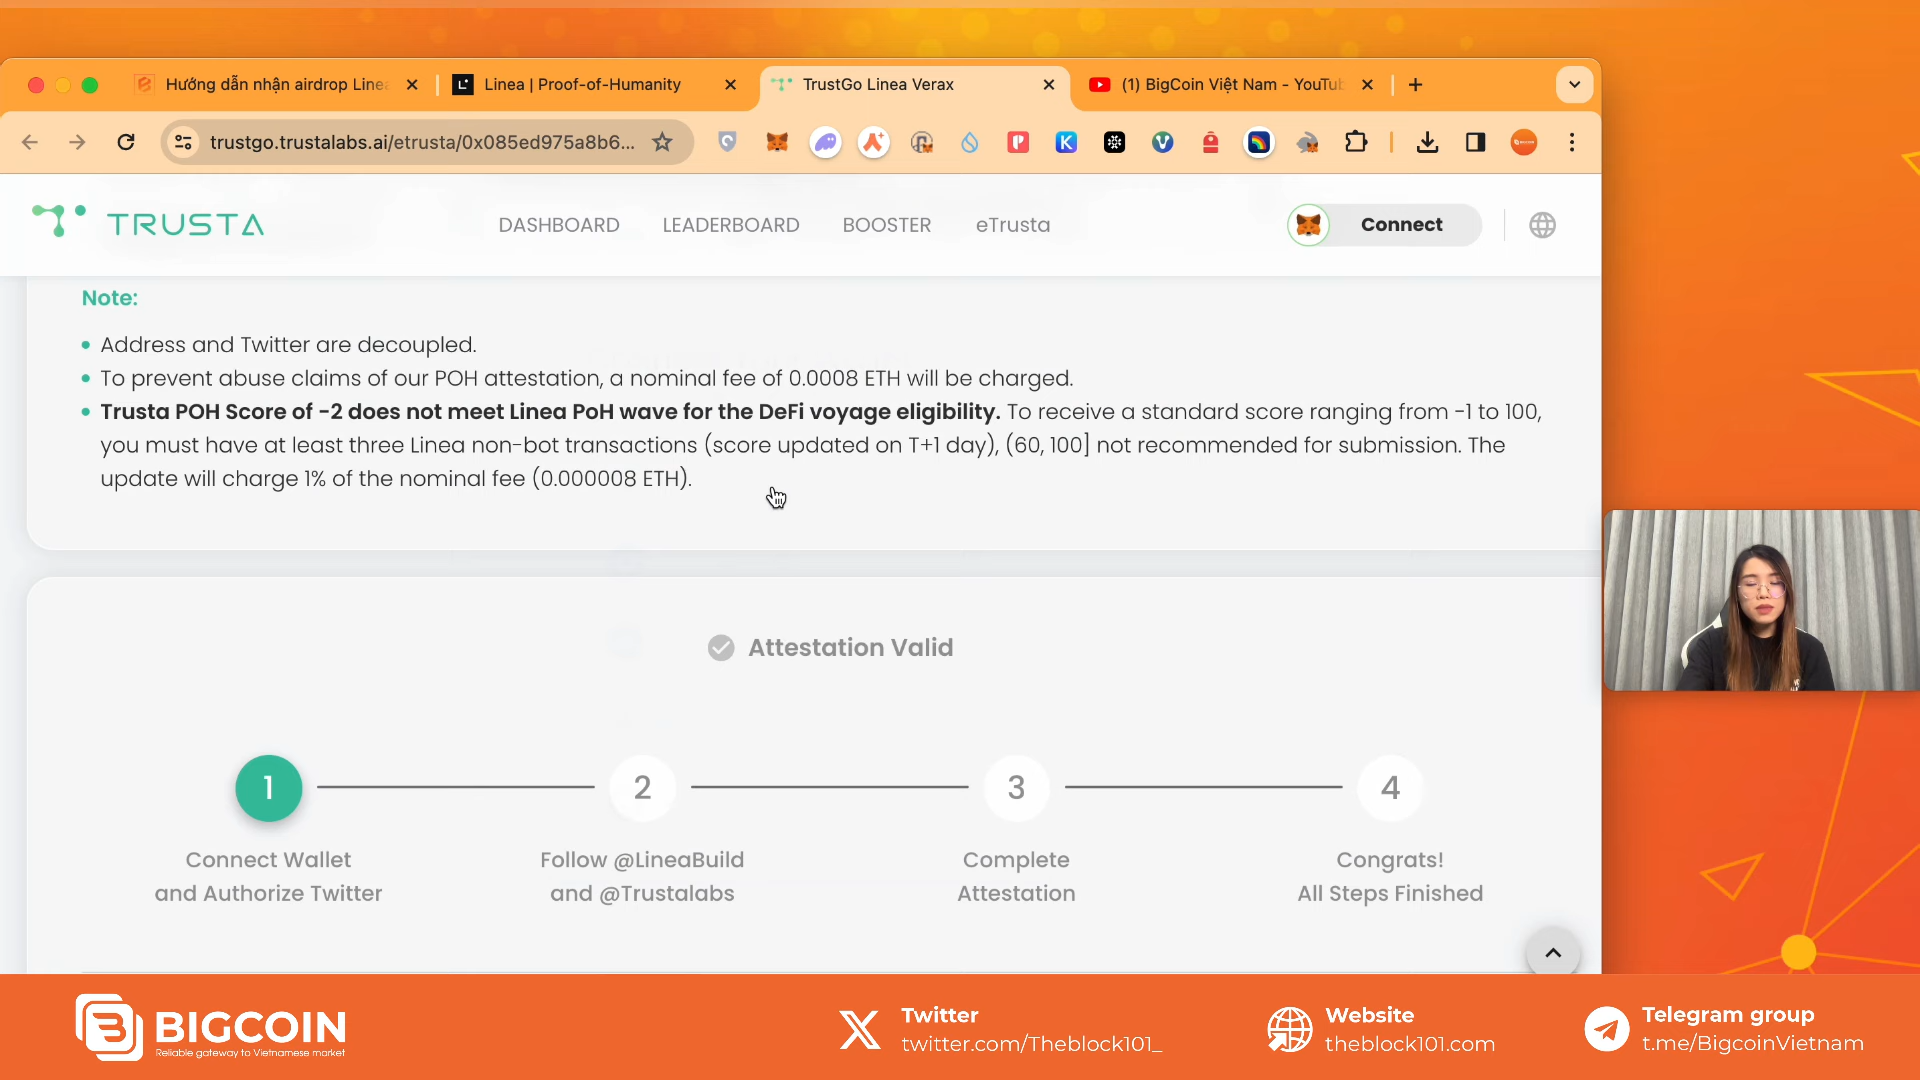 Hướng dẫn nhận airdrop Linea
Linea | Proof-of-Humanity
TrustGo Linea Verax
(1) BigCoin Việt Nam - YouTu
trustgo.trustalabs.ai/etrusta/0x085ed975a8b6...
TRUSTA
DASHBOARD
LEADERBOARD
BOOSTER
eTrusta
Connect
Note:
Address and Twitter are decoupled.
To prevent abuse claims of our POH attestation, a nominal fee of 0.0008 ETH will be charged.
Trusta POH Score of -2 does not meet Linea PoH wave for the DeFi voyage eligibility. To receive a standard score ranging from -1 to 100,
you must have at least three Linea non-bot transactions (score updated on T+1 day), (60, 100] not recommended for submission. The
update will charge 1% of the nominal fee (0.000008 ETH).
Attestation Valid
1
2
3
4
Connect Wallet
and Authorize Twitter
Follow @LineaBuild
and @Trustalabs
Complete
Attestation
Congrats!
All Steps Finished
BIGCOIN
Reliable gateway to Vietnamese market
Twitter
twitter.com/Theblock101_
Website
theblock101.com
Telegram group
t.me/BigcoinVietnam